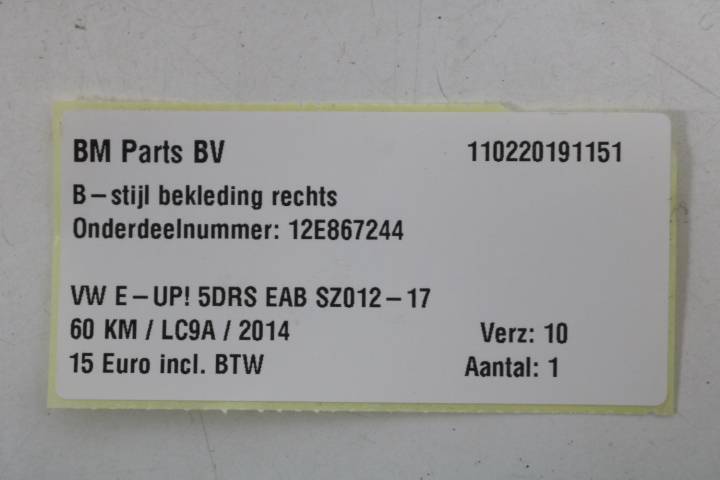 BM Parts BV 110220191151
B-stijl bekleding rechts
Onderdeelnummer: 12E867244
VW E-UP! 5DRS EAB SZ012-17
60 KM / LC9A / 2014 Verz: 10
15 Euro incl. BTW Aantal: 1